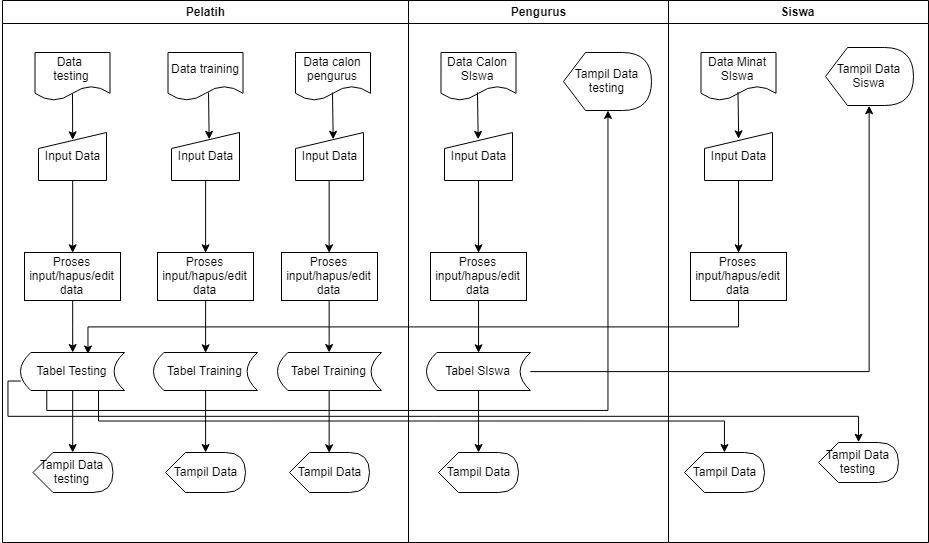 Pelatih
Pengurus
Siswa
Data
testing
Data training
Data calon
pengurus
Data Calon
SIswa
Tampil Data
testing
Data Minat
SIswa
Tampil Data
Siswa
Input Data
Input Data
Input Data
Input Data
Input Data
Proses
input/hapus/edit
data
Proses
input/hapus/edit
data
Proses
input/hapus/edit
data
Proses
input/hapus/edit
data
Proses
input/hapus/edit
data
Tabel Testing
Tabel Training
Tabel Training
Tabel SIswa
Tampil Data
testing
Tampil Data
Tampil Data
Tampil Data
Tampil Data
Tampil Data
testing